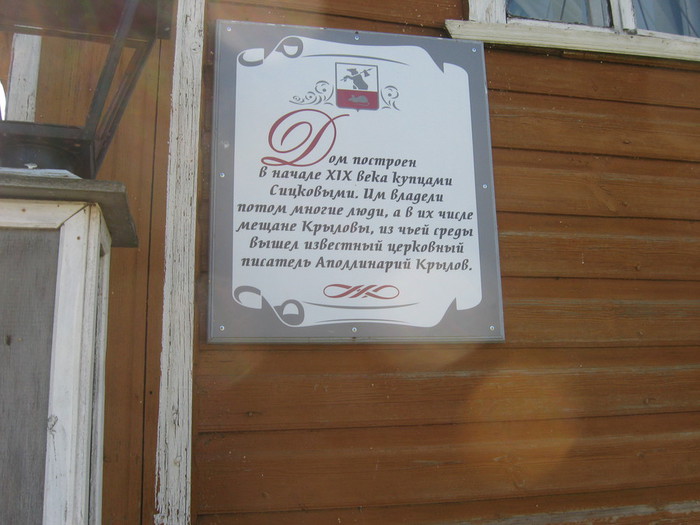 Дом построен
в начале XIX века купцами
Сицковыми. Им владели
потом многие люди, а в их числе
мещане Крыловы, из чьей среды
вышел известный церковный
писатель Аполлинарий Крылов.